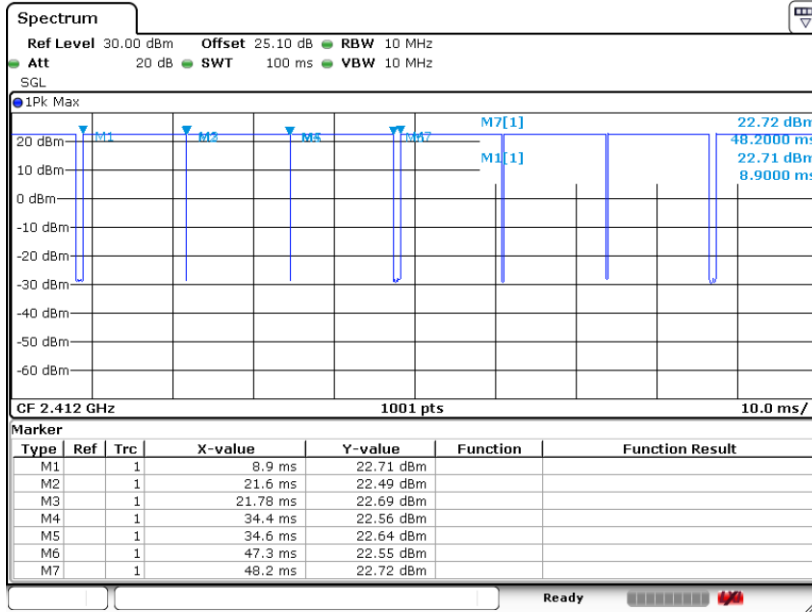 Spectrum
Ref Level 30.00 dBm Offset 25.10 dB RBW 10 MHz
Att 20 dB SWT 100 ms VBW 10 MHz
SGL
1Pk Max
M7[1] 22.72 dBm
48.2000 ms
M1[1] 22.71 dBm
8.9000 ms
M1
20 dBm
10 dBm
0 dBm
-10 dBm
-20 dBm
-30 dBm
-40 dBm
-50 dBm
-60 dBm
CF 2.412 GHz 1001 pts 10.0 ms/
Marker
Type Ref Trc X-value Y-value Function Function Result
M1 1 8.9 ms 22.71 dBm
M2 1 21.6 ms 22.49 dBm
M3 1 21.78 ms 22.69 dBm
M4 1 34.4 ms 22.56 dBm
M5 1 34.6 ms 22.64 dBm
M6 1 47.3 ms 22.55 dBm
M7 1 48.2 ms 22.72 dBm
Ready